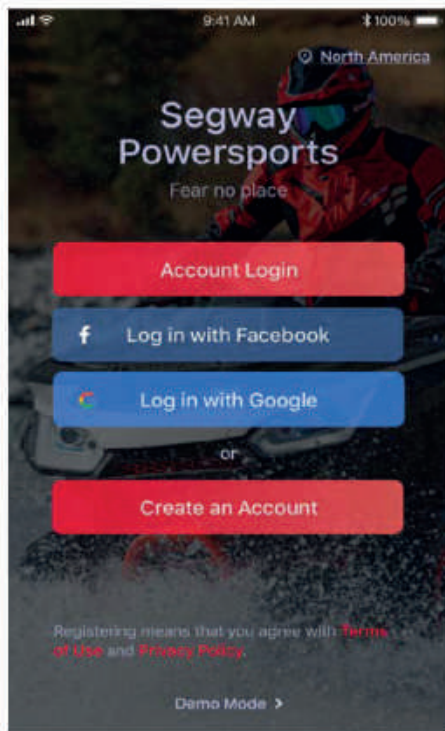 9:41 AM
100%
North America
Segway
Powersports
Fear no place
Account Login
f Log in with Facebook
G Log in with Google
or
Create an Account
Registering means that you agree with Terms
of Use and Privacy Policy.
Demo Mode >